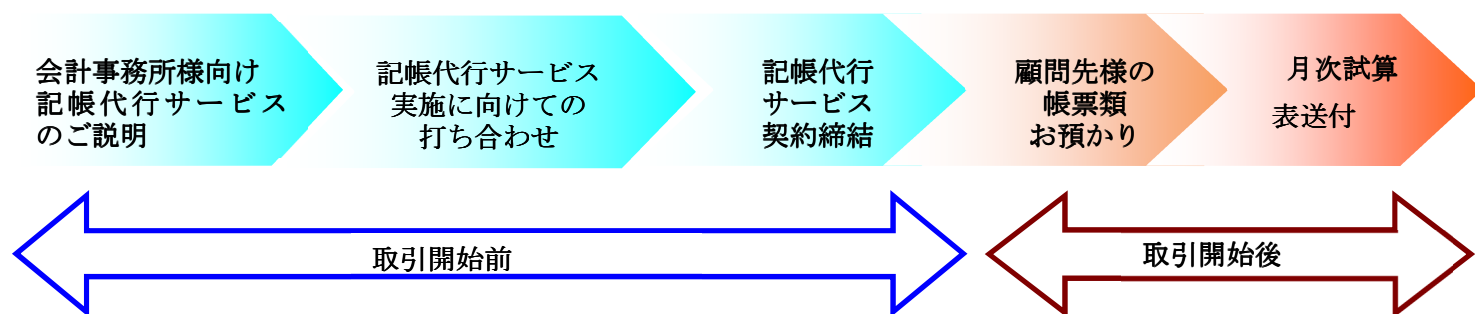 会計事務所様向け
記帳代行サービス
のご説明
記帳代行サービス
実施に向けての
打ち合わせ
記帳代行
サービス
契約締結
顧問先様の
帳票類
お預かり
月次試算
表送付
取引開始前
取引開始後